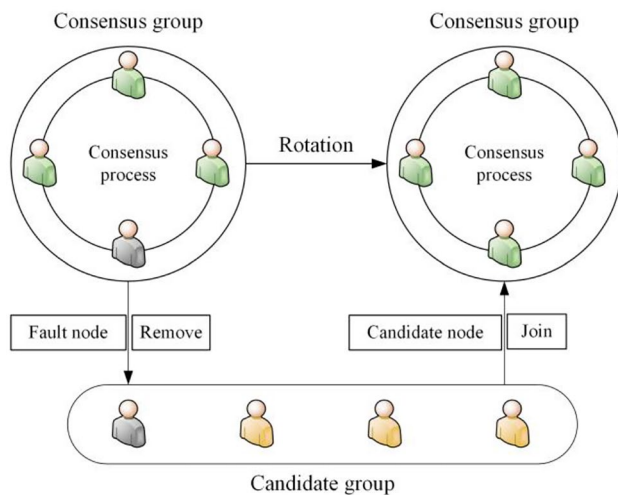 Consensus group
Consensus group
Consensus
process
Rotation
Consensus
process
Fault node
Remove
Candidate node
Join
Candidate group